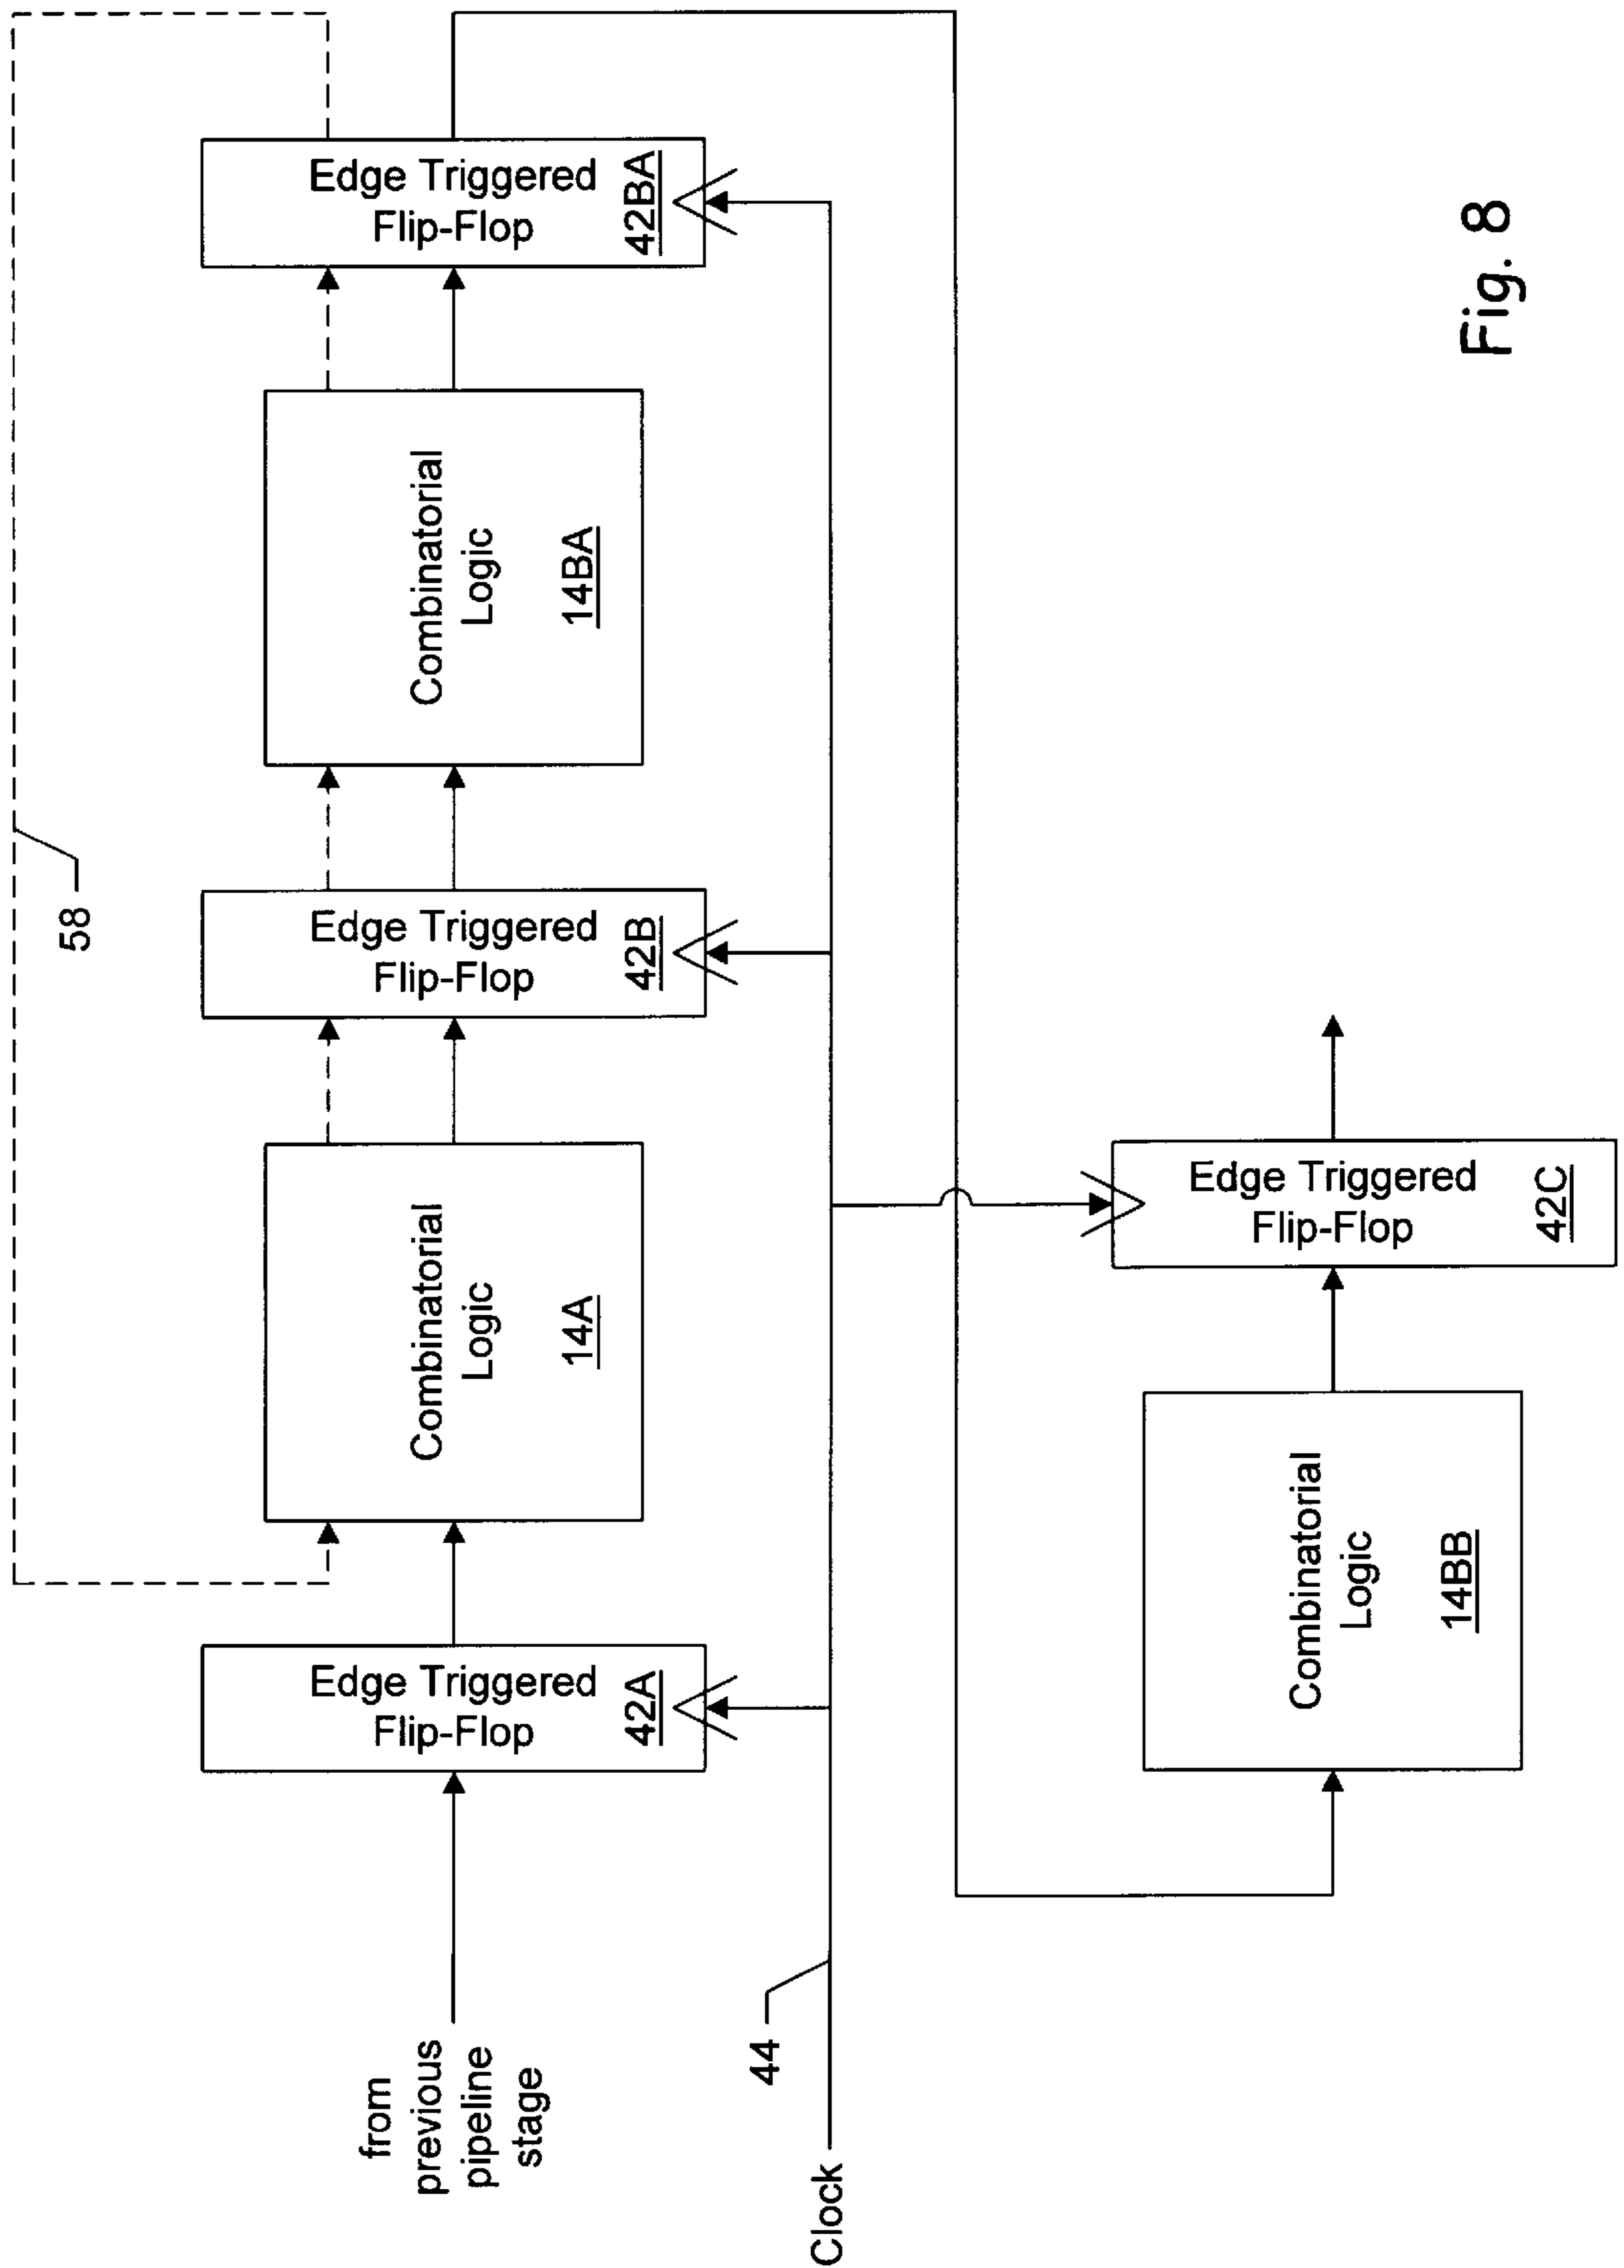 58
Edge Triggered
Flip-Flop
42A
Combinatorial
Logic
14A
Edge Triggered
Flip-Flop
42B
Combinatorial
Logic
14BA
Edge Triggered
Flip-Flop
42BA
from
previous
pipeline
stage
44
Clock
Combinatorial
Logic
14BB
Edge Triggered
Flip-Flop
42C
Fig. 8